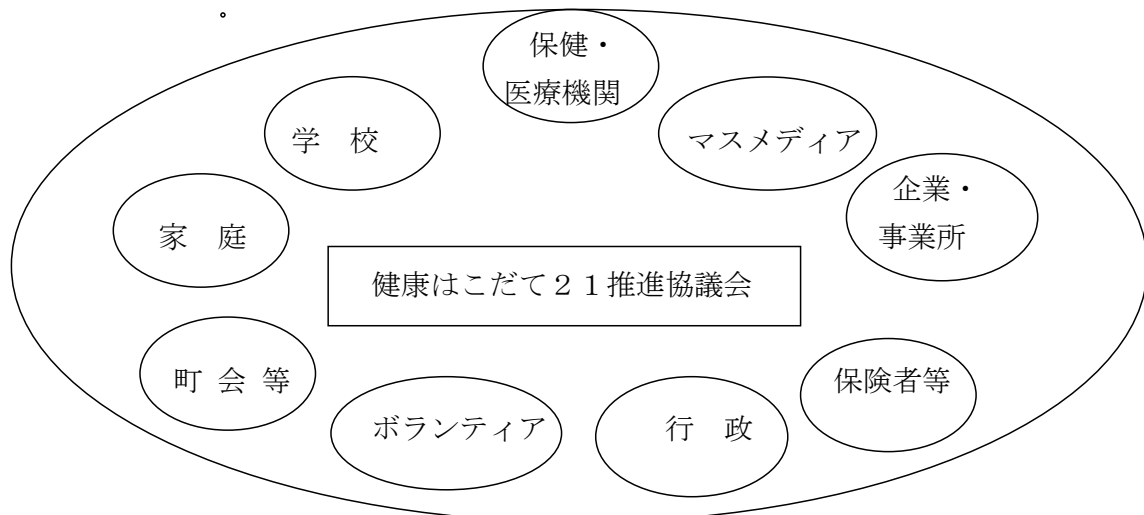 。
保健・
医療機関
学　校
マスメディア
企業・
事業所
家　庭
健康はこだて２１推進協議会
町 会 等
保険者等
ボランティア
行　政